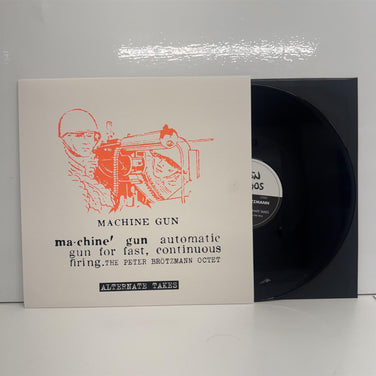 MACHINE GUN
ma·chine' gun automatic
gun for fast, continuous
firing. THE PETER BRÖTZMANN OCTET
ALTERNATE TAKES